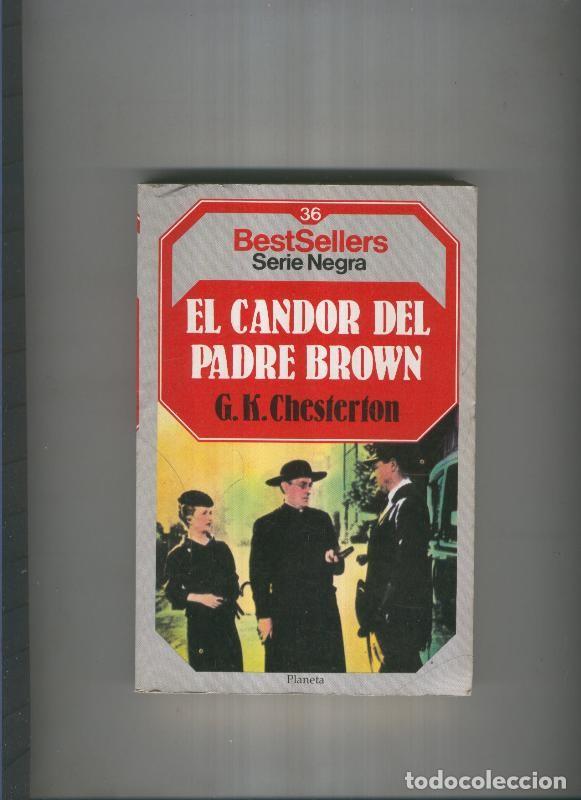 36
BestSellers
Serie Negra
EL CANDOR DEL
PADRE BROWN
G. K. Chesterton
Planeta
todocoleccion